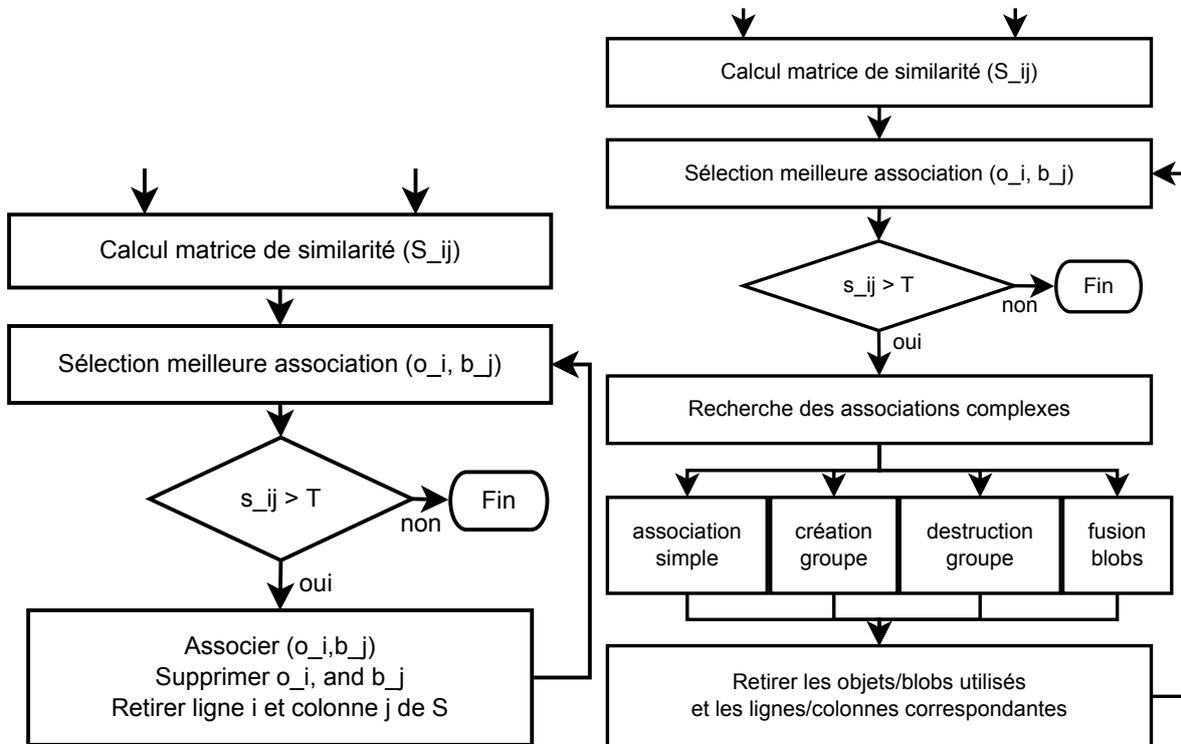 Calcul matrice de similarité (S_ij)
Sélection meilleure association (o_i, b_j)
s_ij > T
non
Fin
oui
Associer (o_i,b_j)
Supprimer o_i, and b_j
Retirer ligne i et colonne j de S
Calcul matrice de similarité (S_ij)
Sélection meilleure association (o_i, b_j)
s_ij > T
non
Fin
oui
Recherche des associations complexes
association
simple
création
groupe
destruction
groupe
fusion
blobs
Retirer les objets/blobs utilisés
et les lignes/colonnes correspondantes